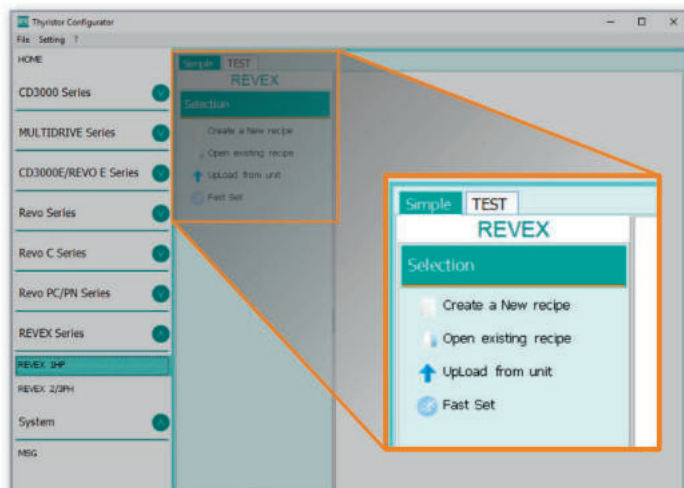 Thyristor Configurator
File Setting ?
HOME
CD3000 Series
MULTIDRIVE Series
CD3000E/REVO E Series
Revo Series
Revo C Series
Revo PC/PN Series
REVEX Series
REVEX 1HP
REVEX 2/3PH
System
MSG
Simple TEST
REVEX
Selection
Create a New recipe
Open existing recipe
UpLoad from unit
Fast Set
Simple TEST
REVEX
Selection
Create a New recipe
Open existing recipe
UpLoad from unit
Fast Set